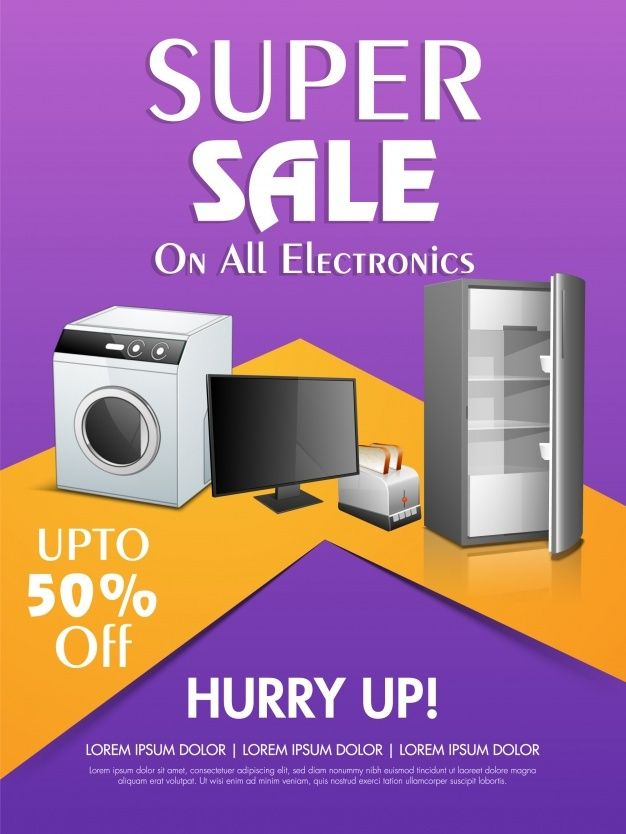 SUPER
SALE
On All Electronics
UPTO
50%
Off
HURRY UP!
LOREM IPSUM DOLOR | LOREM IPSUM DOLOR | LOREM IPSUM DOLOR
Lorem ipsum dolor sit amet, consectetuer adipiscing elit, sed diam nonummy nibh euismod tincidunt ut laoreet dolore magna
aliquam erat volutpat. Ut wisi enim ad minim veniam, quis nostrud exerci tation ullamcorper suscipit lobortis.